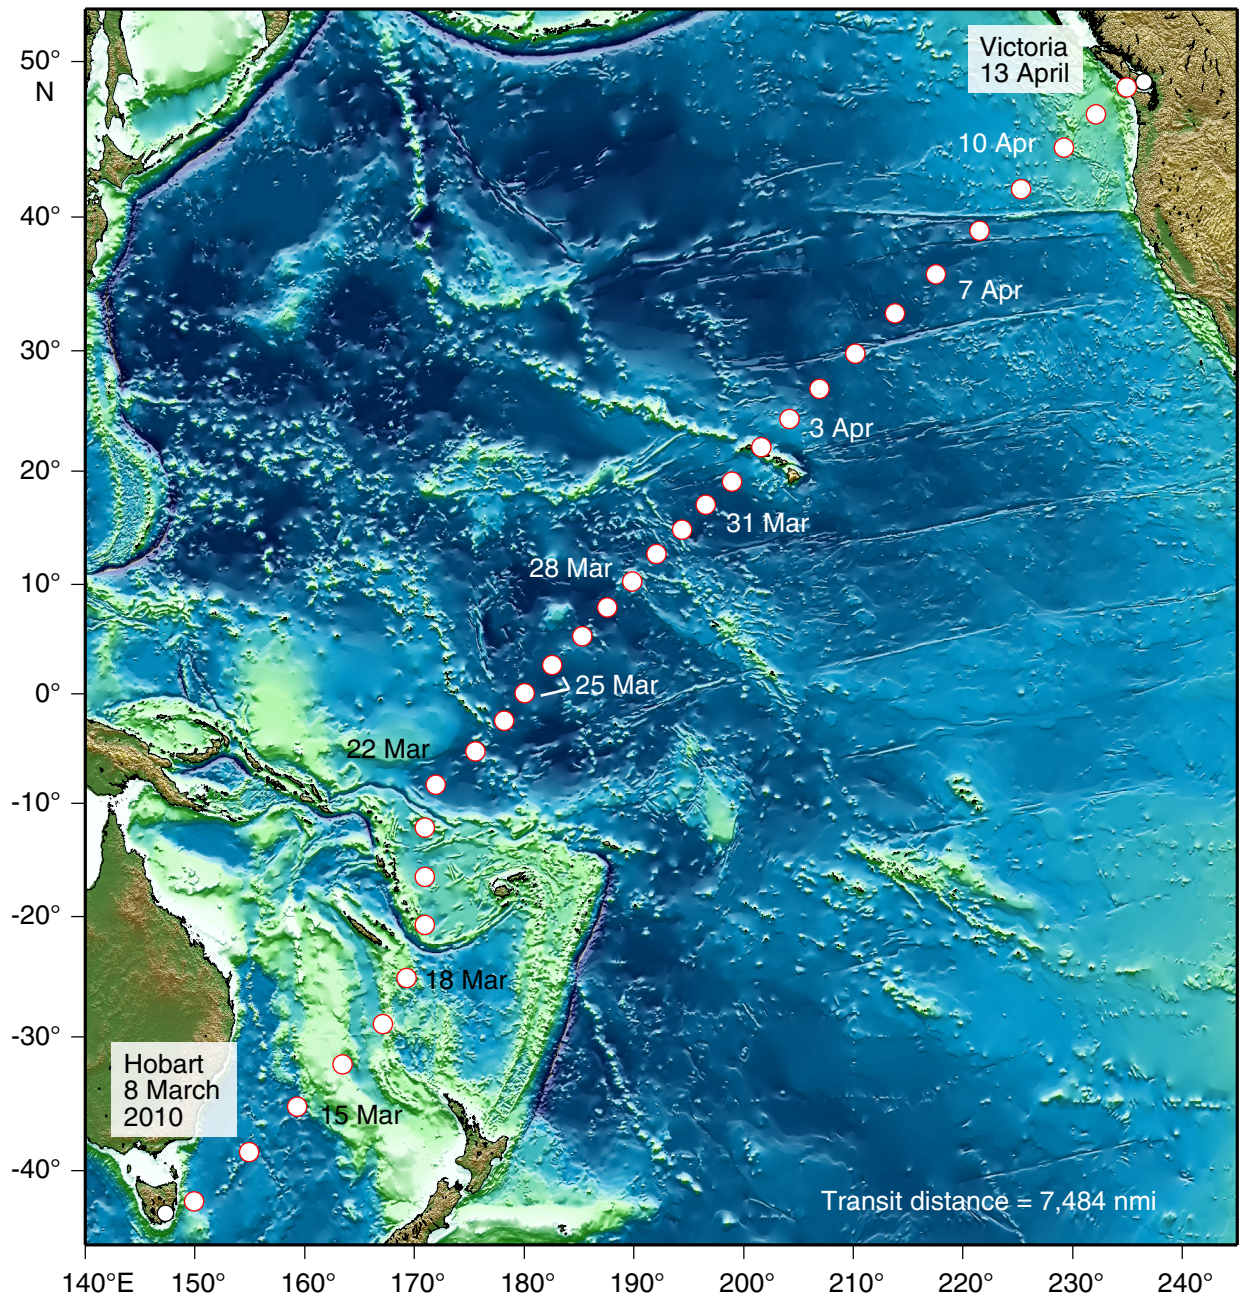 50°
N
40°
30°
20°
10°
0°
-10°
-20°
-30°
-40°
Victoria
13 April
10 Apr
7 Apr
3 Apr
31 Mar
28 Mar
25 Mar
22 Mar
18 Mar
15 Mar
Hobart
8 March
2010
Transit distance = 7,484 nmi
140° E
150°
160°
170°
180°
190°
200°
210°
220°
230°
240°